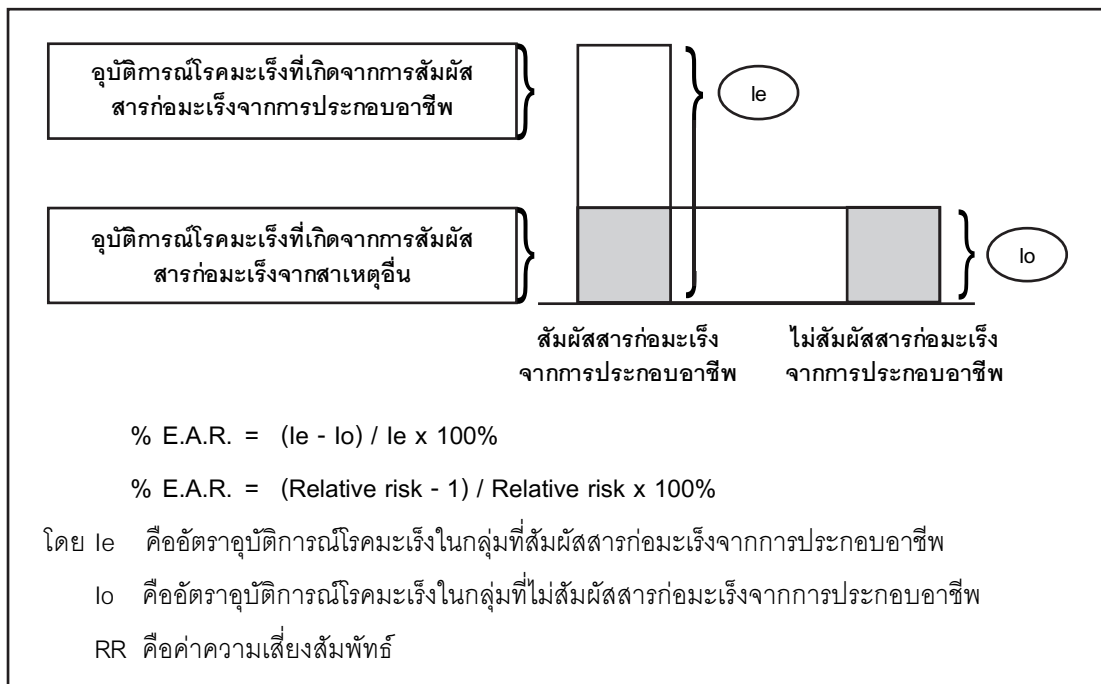 อุบัติการณ์โรคมะเร็งที่เกิดจากการสัมผัส
สารก่อมะเร็งจากการประกอบอาชีพ
Ie
อุบัติการณ์โรคมะเร็งที่เกิดจากการสัมผัส
สารก่อมะเร็งจากสาเหตุอื่น
Io
สัมผัสสารก่อมะเร็ง
จากการประกอบอาชีพ
ไม่สัมผัสสารก่อมะเร็ง
จากการประกอบอาชีพ
% E.A.R. = (Ie - Io) / Ie x 100%
% E.A.R. = (Relative risk - 1) / Relative risk x 100%
โดย Ie คืออัตราอุบัติการณ์โรคมะเร็งในกลุ่มที่สัมผัสสารก่อมะเร็งจากการประกอบอาชีพ
Io คืออัตราอุบัติการณ์โรคมะเร็งในกลุ่มที่ไม่สัมผัสสารก่อมะเร็งจากการประกอบอาชีพ
RR คือค่าความเสี่ยงสัมพัทธ์